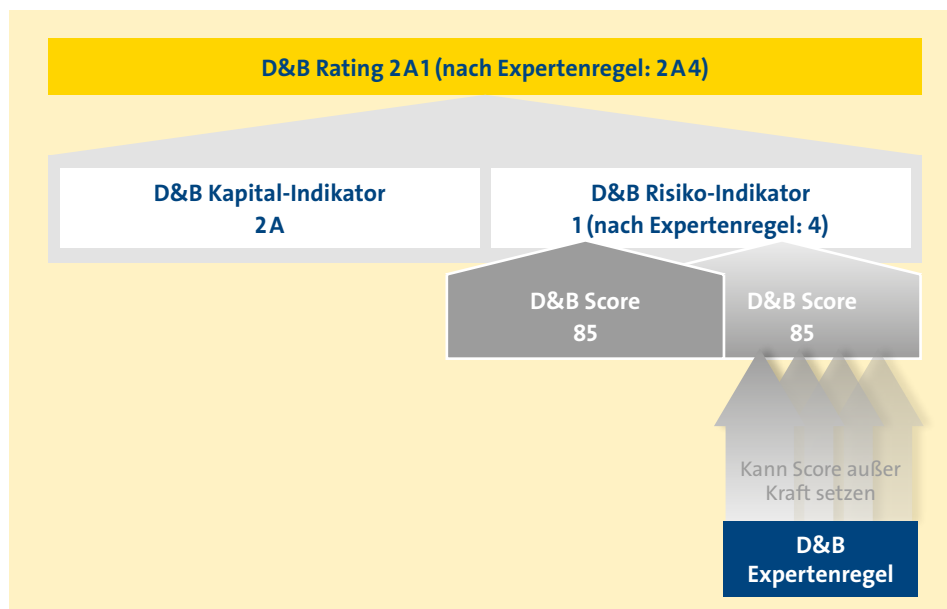 D&B Rating 2A1 (nach Expertenregel: 2A4)
D&B Kapital-Indikator
2A
D&B Risiko-Indikator
1 (nach Expertenregel: 4)
D&B Score
85
D&B Score
85
Kann Score außer
Kraft setzen
D&B
Expertenregel